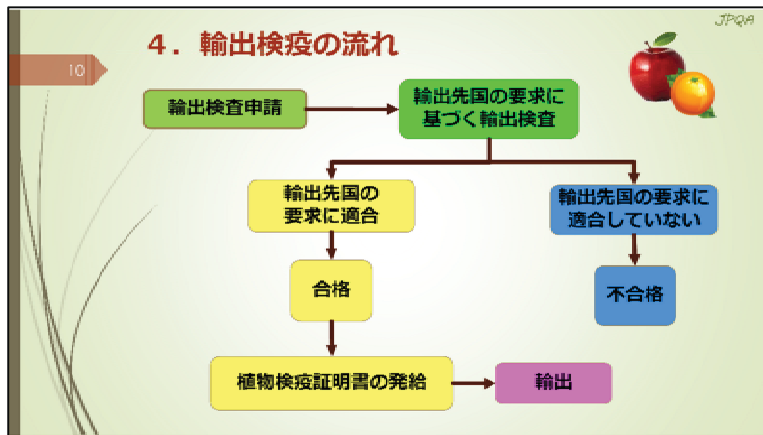 JPQA
10
4．輸出検疫の流れ
輸出検査申請
輸出先国の要求に
基づく輸出検査
輸出先国の
要求に適合
輸出先国の要求に
適合していない
合格
不合格
植物検疫証明書の発給
輸出